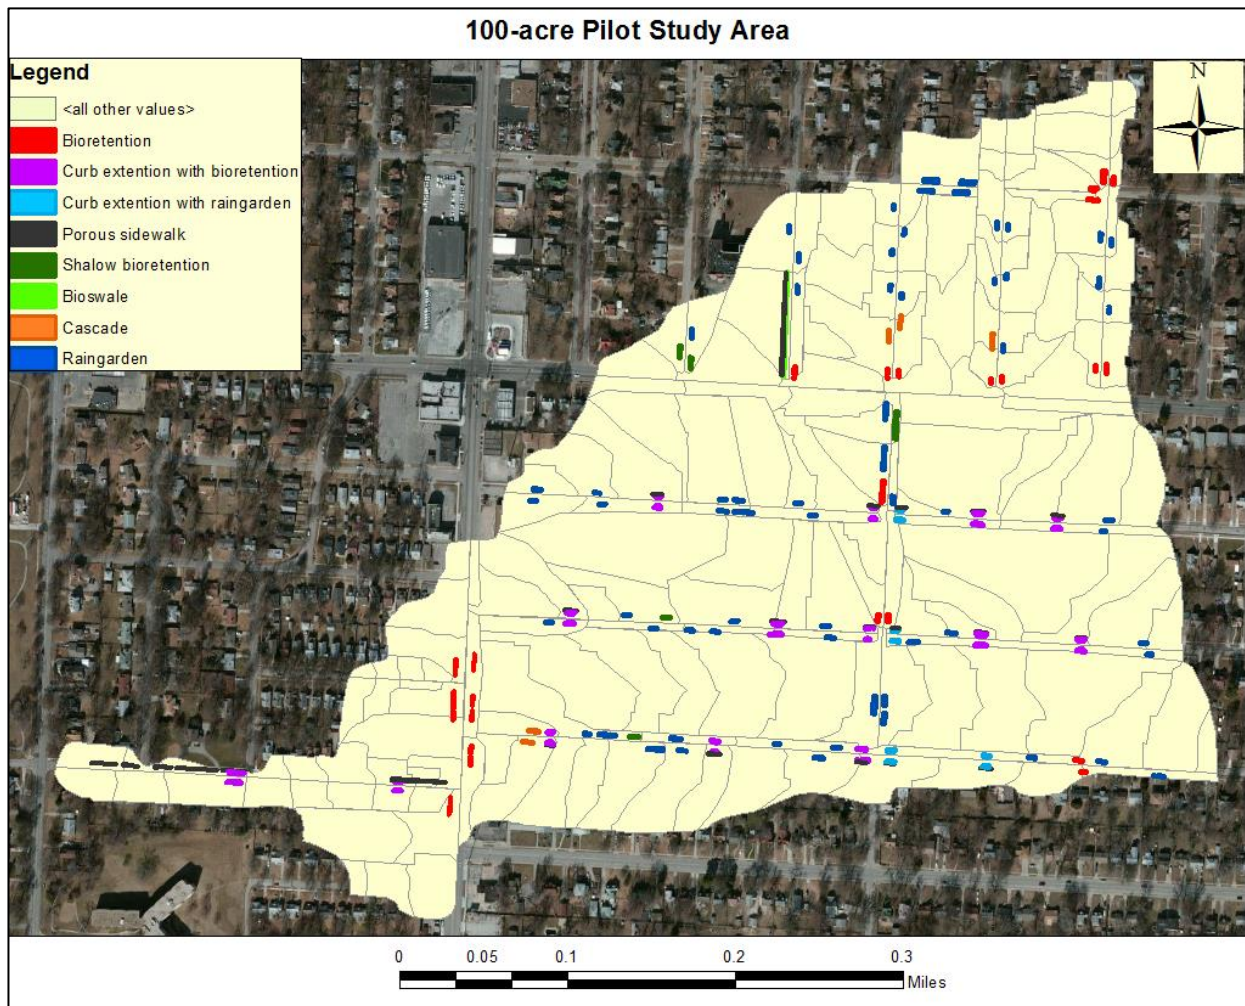 100-acre Pilot Study Area
Legend
<all other values>
Bioretention
Curb extention with bioretention
Curb extention with raingarden
Porous sidewalk
Shalow bioretention
Bioswale
Cascade
Raingarden
N
0 0.05 0.1 0.2 0.3
Miles